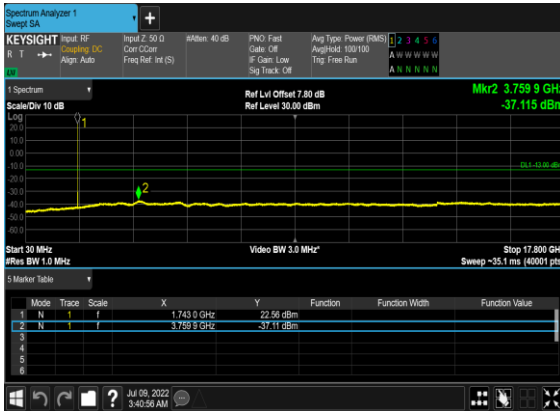 Spectrum Analyzer 1
Swept SA
+
KEYSIGHT Input: RF Input Z: 50 Ω #Atten: 40 dB PNO: Fast Avg Type: Power (RMS) 1 2 3 4 5 6
R T Coupling: DC Corr CCorr Gate: Off Avg|Hold: 100/100 A W W W W W
Align: Auto Freq Ref: Int (S) IF Gain: Low Trig: Free Run
LXI Sig Track: Off A N N N N N
1 Spectrum Ref Lvl Offset 7.80 dB Mkr2 3.759 9 GHz
Scale/Div 10 dB Ref Level 30.00 dBm -37.115 dBm
Log
20.0
10.0
0.00
-10.0
-20.0
-30.0
-40.0
-50.0
-60.0
1
DL1 -13.00 dBm
2
Start 30 MHz Video BW 3.0 MHz* Stop 17.800 GHz
#Res BW 1.0 MHz Sweep ~35.1 ms (40001 pts)
5 Marker Table
Mode Trace Scale X Y Function Function Width Function Value
1 N 1 f 1.743 0 GHz 22.56 dBm
2 N 1 f 3.759 9 GHz -37.11 dBm
3
4
5
6
? Jul 09, 2022
3:40:56 AM